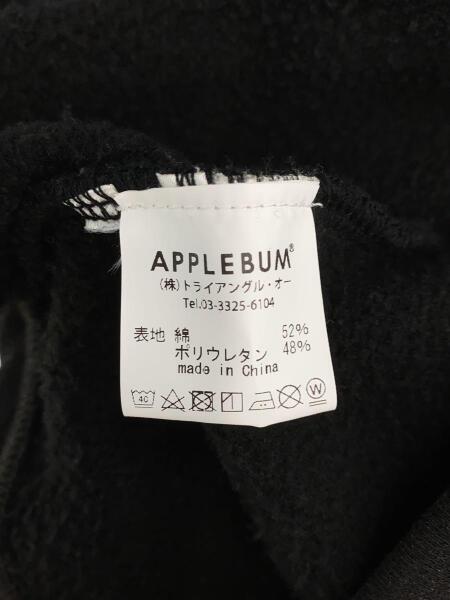 APPLEBUM®
(株)トライアングル・オー
Tel.03-3325-6104
表地 綿 52%
ポリウレタン 48%
made in China
40
W